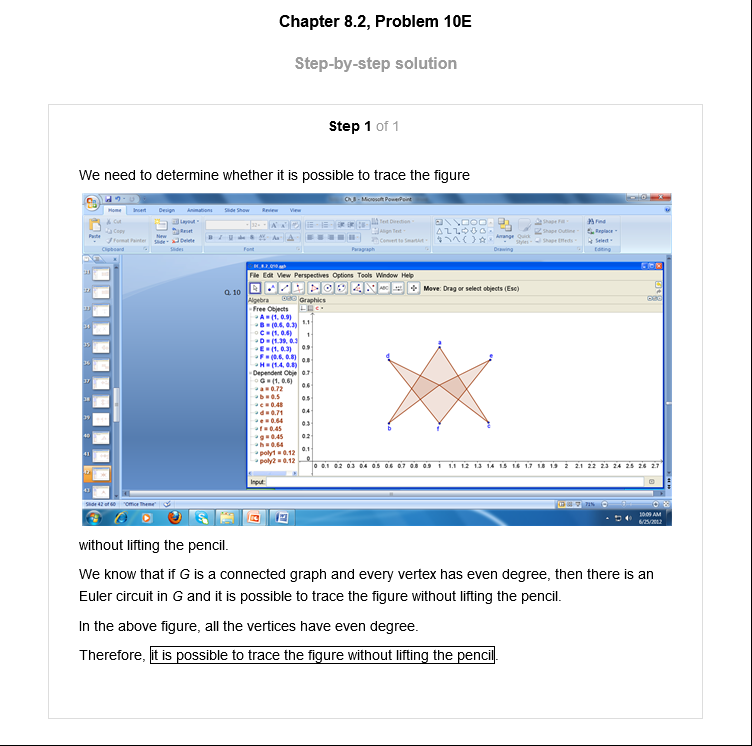 Chapter 8.2, Problem 10E
Step-by-step solution
Step 1 of 1
We need to determine whether it is possible to trace the figure
Ch_8 - Microsoft PowerPoint
Home Insert Design Animations Slide Show Review View
Cut
Copy
Format Painter
Paste
Clipboard
New Slide
Layout
Reset
Delete
Slides
Font
Text Direction
Align Text
Convert to SmartArt
Paragraph
Arrange
Quick Styles
Shape Fill
Shape Outline
Shape Effects
Drawing
Find
Replace
Select
Editing
Q. 10
File Edit View Perspectives Options Tools Window Help
ABC
Move: Drag or select objects (Esc)
Algebra
Graphics
Free Objects
A = (1, 0.9)
B = (0.6, 0.3)
C = (1, 0.6)
D = (1.39, 0.3
E = (1, 0.3)
F = (0.6, 0.8)
H = (1.4, 0.8)
Dependent Obje
G = (1, 0.6)
a = 0.72
b = 0.5
c = 0.48
d = 0.71
e = 0.64
f = 0.45
g = 0.45
h = 0.64
poly1 = 0.12
poly2 = 0.12
1.1
1
0.9
0.8
0.7
0.6
0.5
0.4
0.3
0.2
0.1
0
a
d
e
b
f
c
0 0.1 0.2 0.3 0.4 0.5 0.6 0.7 0.8 0.9 1 1.1 1.2 1.3 1.4 1.5 1.6 1.7 1.8 1.9 2 2.1 2.2 2.3 2.4 2.5 2.6 2.7
Input:
Slide 42 of 60 "Office Theme"
71%
10:09 AM
6/25/2012
without lifting the pencil.
We know that if G is a connected graph and every vertex has even degree, then there is an
Euler circuit in G and it is possible to trace the figure without lifting the pencil.
In the above figure, all the vertices have even degree.
Therefore, it is possible to trace the figure without lifting the pencil.